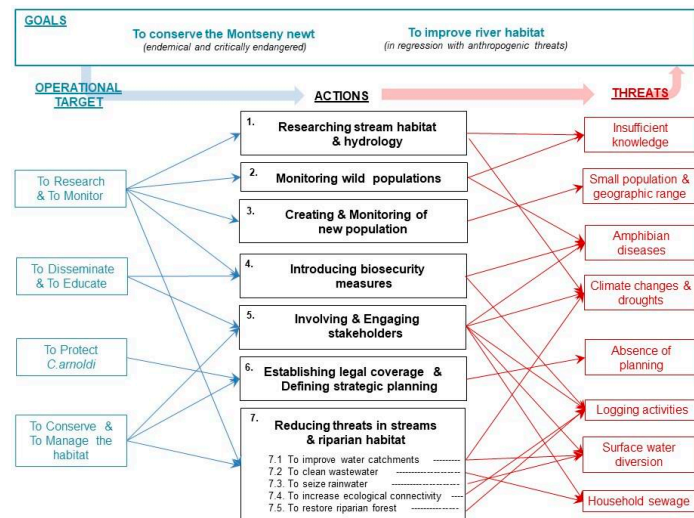 GOALS
To conserve the Montseny newt
(endemical and critically endangered)
To improve river habitat
(in regression with anthropogenic threats)
OPERATIONAL
TARGET
ACTIONS
THREATS
To Research
& To Monitor
To Disseminate
& To Educate
To Protect
C.arnoldi
To Conserve &
To Manage the
habitat
1. Researching stream habitat
& hydrology
2. Monitoring wild populations
3. Creating & Monitoring of
new population
4. Introducing biosecurity
measures
5. Involving & Engaging
stakeholders
6. Establishing legal coverage &
Defining strategic planning
7. Reducing threats in streams
& riparian habitat
7.1 To improve water catchments
7.2 To clean wastewater
7.3. To seize rainwater
7.4. To increase ecological connectivity
7.5. To restore riparian forest
Insufficient
knowledge
Small population &
geographic range
Amphibian
diseases
Climate changes &
droughts
Absence of
planning
Logging activities
Surface water
diversion
Household sewage